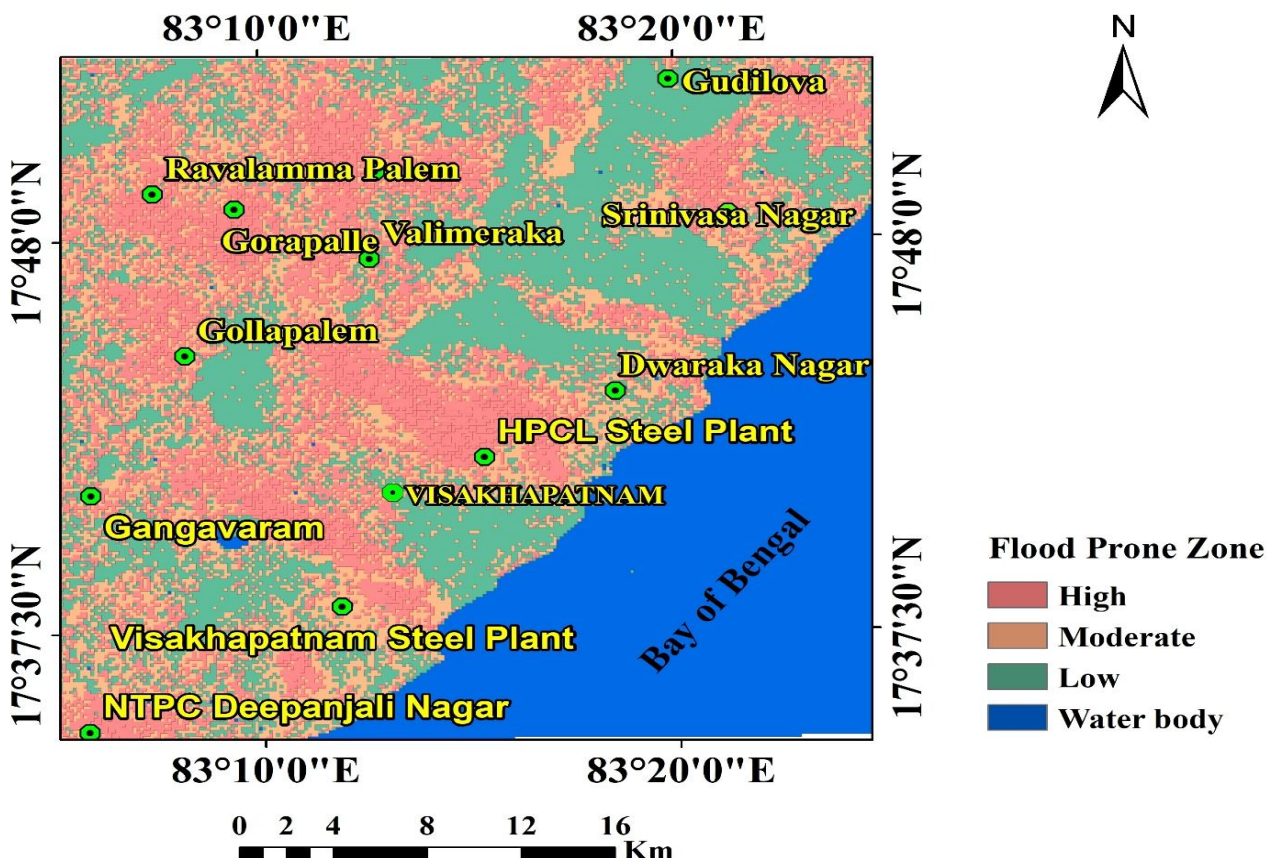 83°10'0"E
83°20'0"E
N
Gudilova
Ravalamma Palem
17°48'0"N
Srinivasa Nagar
17°48'0"N
Gorapalle
Valimeraka
Gollapalem
Dwaraka Nagar
HPCL Steel Plant
VISAKHAPATNAM
Gangavaram
Bay of Bengal
17°37'30"N
17°37'30"N
Visakhapatnam Steel Plant
NTPC Deepanjali Nagar
Flood Prone Zone
High
Moderate
Low
Water body
83°10'0"E
83°20'0"E
0 2 4 8 12 16
Km